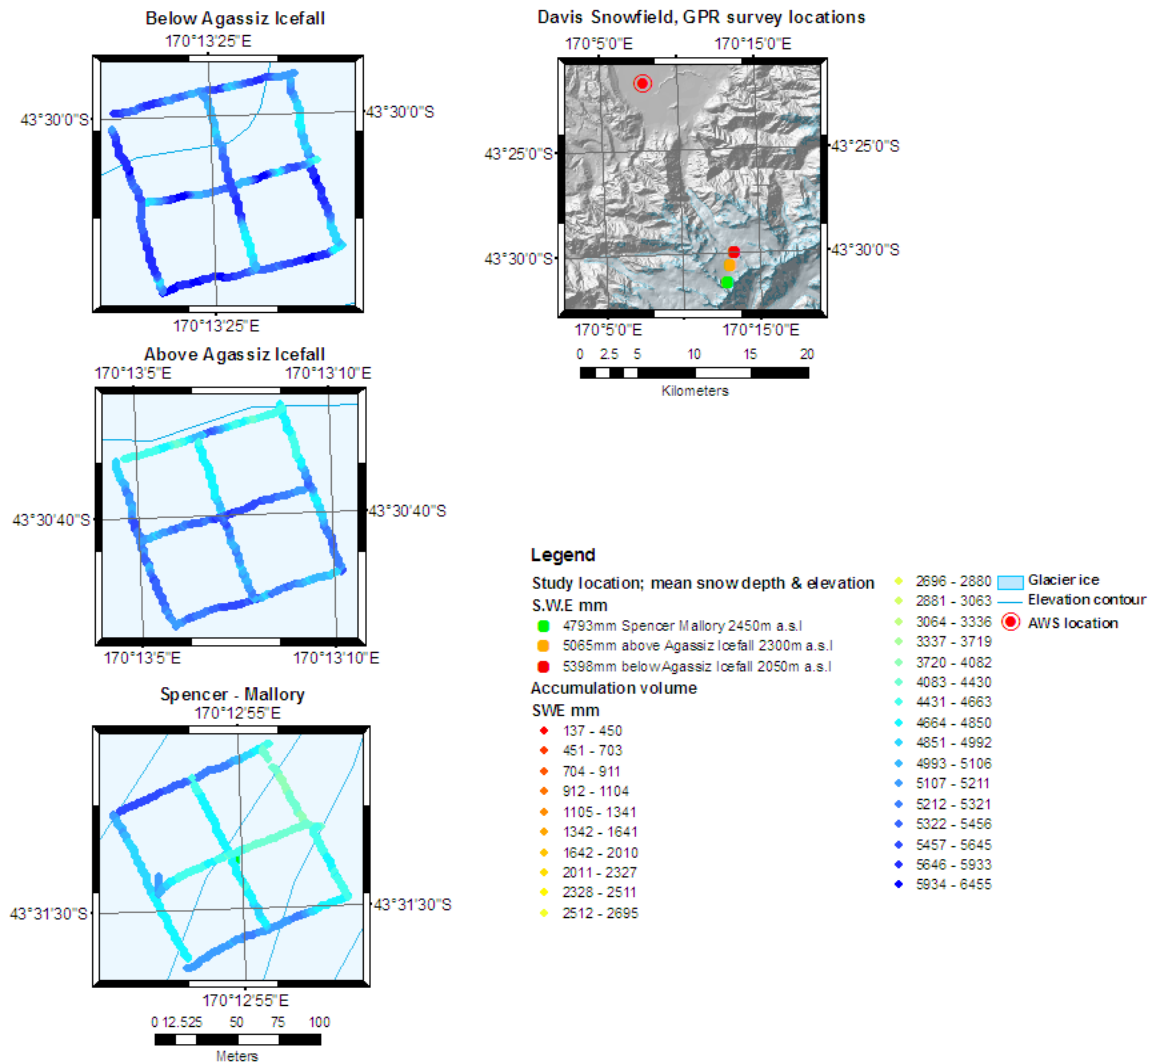 Below Agassiz Icefall
170°13'25"E
43°30'0"S
43°30'0"S
170°13'25"E
Davis Snowfield, GPR survey locations
170°5'0"E 170°15'0"E
43°25'0"S
43°25'0"S
43°30'0"S
43°30'0"S
170°5'0"E 170°15'0"E
0 2.5 5 10 15 20
Kilometers
Above Agassiz Icefall
170°13'5"E 170°13'10"E
43°30'40"S
43°30'40"S
170°13'5"E 170°13'10"E
Spencer - Mallory
170°12'55"E
43°31'30"S
43°31'30"S
170°12'55"E
0 12.525 50 75 100
Meters
Legend
Study location; mean snow depth & elevation
S.W.E mm
4793mm Spencer Mallory 2450m a.s.l
5065mm above Agassiz Icefall 2300m a.s.l
5398mm belowAgassiz Icefall 2050m a.s.l
Accumulation volume
SWE mm
137 - 450
451 - 703
704 - 911
912 - 1104
1105 - 1341
1342 - 1641
1642 - 2010
2011 - 2327
2328 - 2511
2512 - 2695
2696 - 2880
2881 - 3063
3064 - 3336
3337 - 3719
3720 - 4082
4083 - 4430
4431 - 4663
4664 - 4850
4851 - 4992
4993 - 5106
5107 - 5211
5212 - 5321
5322 - 5456
5457 - 5645
5646 - 5933
5934 - 6455
Glacier ice
Elevation contour
AWS location